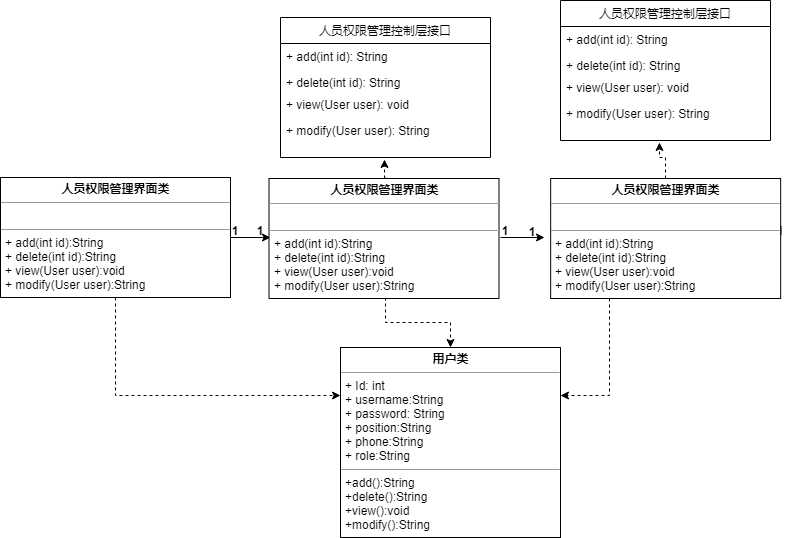 人员权限管理控制层接口
+ add(int id): String
+ delete(int id): String
+ view(User user): void
+ modify(User user): String
人员权限管理控制层接口
+ add(int id): String
+ delete(int id): String
+ view(User user): void
+ modify(User user): String
人员权限管理界面类
+ add(int id):String
+ delete(int id):String
+ view(User user):void
+ modify(User user):String
1
1
人员权限管理界面类
+ add(int id):String
+ delete(int id):String
+ view(User user):void
+ modify(User user):String
1
1
人员权限管理界面类
+ add(int id):String
+ delete(int id):String
+ view(User user):void
+ modify(User user):String
用户类
+ Id: int
+ username:String
+ password: String
+ position:String
+ phone:String
+ role:String
+add():String
+delete():String
+view():void
+modify():String